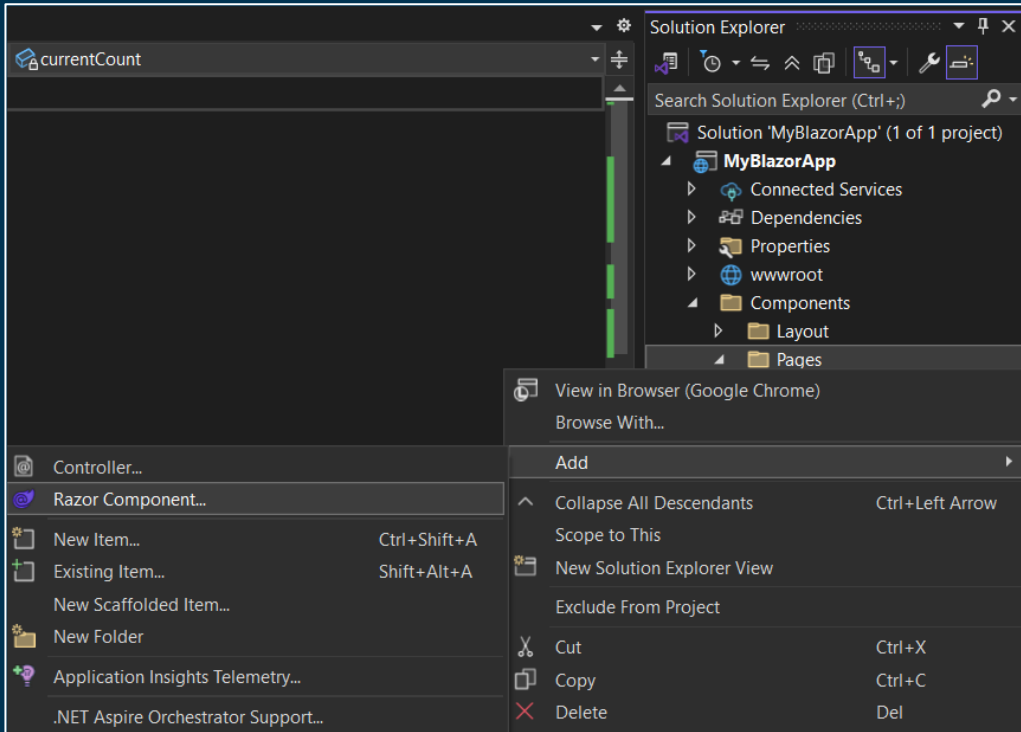 currentCount
Solution Explorer
Search Solution Explorer (Ctrl+;)
Solution 'MyBlazorApp' (1 of 1 project)
MyBlazorApp
Connected Services
Dependencies
Properties
wwwroot
Components
Layout
Pages
View in Browser (Google Chrome)
Browse With...
Add
Collapse All Descendants Ctrl+Left Arrow
Scope to This
New Solution Explorer View
Exclude From Project
Cut Ctrl+X
Copy Ctrl+C
Delete Del
Controller...
Razor Component...
New Item... Ctrl+Shift+A
Existing Item... Shift+Alt+A
New Scaffolded Item...
New Folder
Application Insights Telemetry...
.NET Aspire Orchestrator Support...